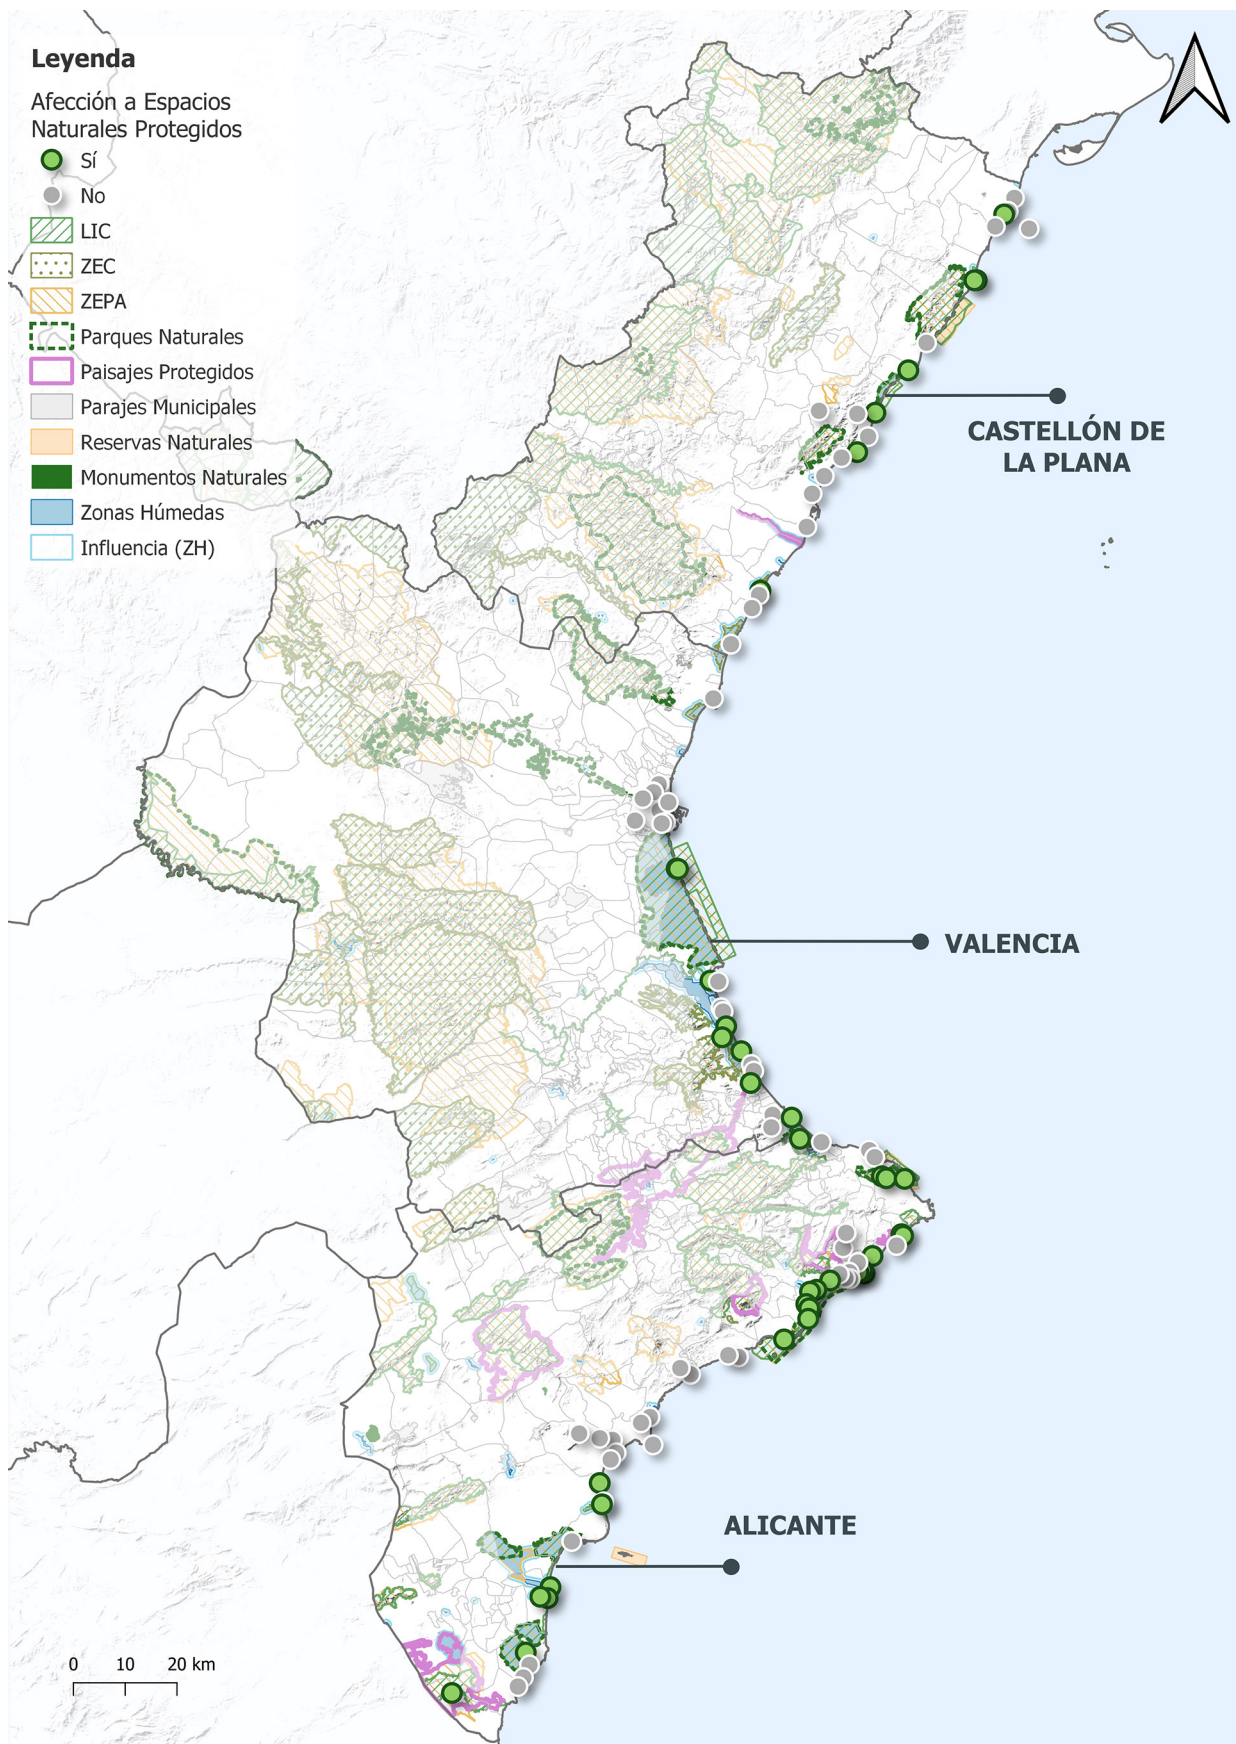 Leyenda
Afección a Espacios
Naturales Protegidos
Sí
No
LIC
ZEC
ZEPA
Parques Naturales
Paisajes Protegidos
Parajes Municipales
Reservas Naturales
Monumentos Naturales
Zonas Húmedas
Influencia (ZH)
CASTELLÓN DE
LA PLANA
VALENCIA
ALICANTE
0 10 20 km